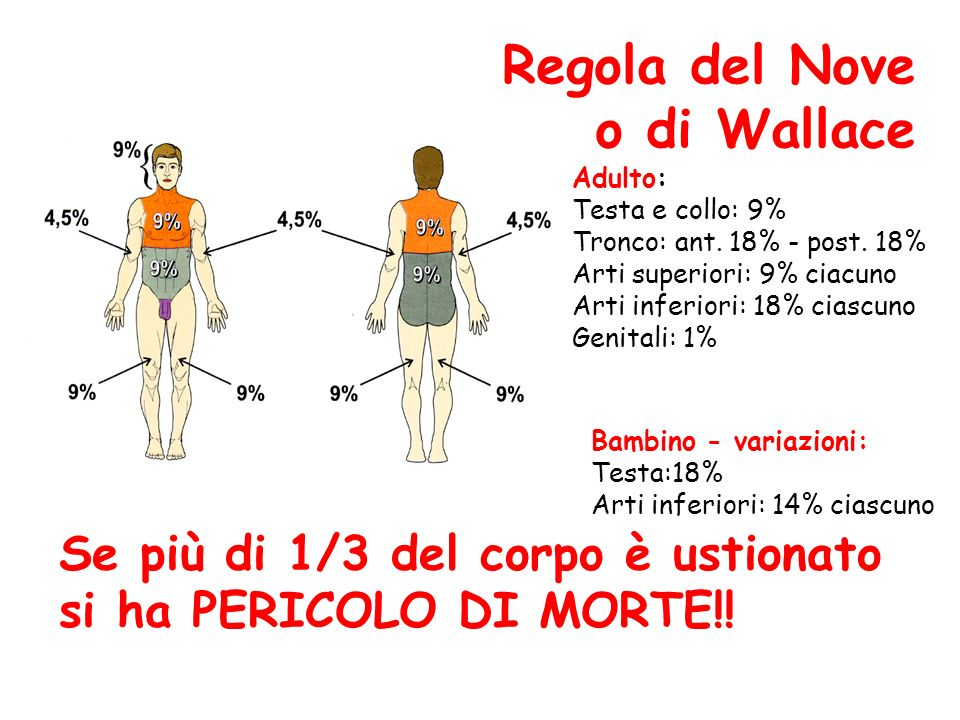 Regola del Nove
o di Wallace
Adulto:
Testa e collo: 9%
Tronco: ant. 18% - post. 18%
Arti superiori: 9% ciacuno
Arti inferiori: 18% ciascuno
Genitali: 1%
9%
4,5%
9%
4,5%
9%
4,5%
9%
9%
9%
9%
9%
9%
Bambino - variazioni:
Testa:18%
Arti inferiori: 14% ciascuno
Se più di 1/3 del corpo è ustionato
si ha PERICOLO DI MORTE!!